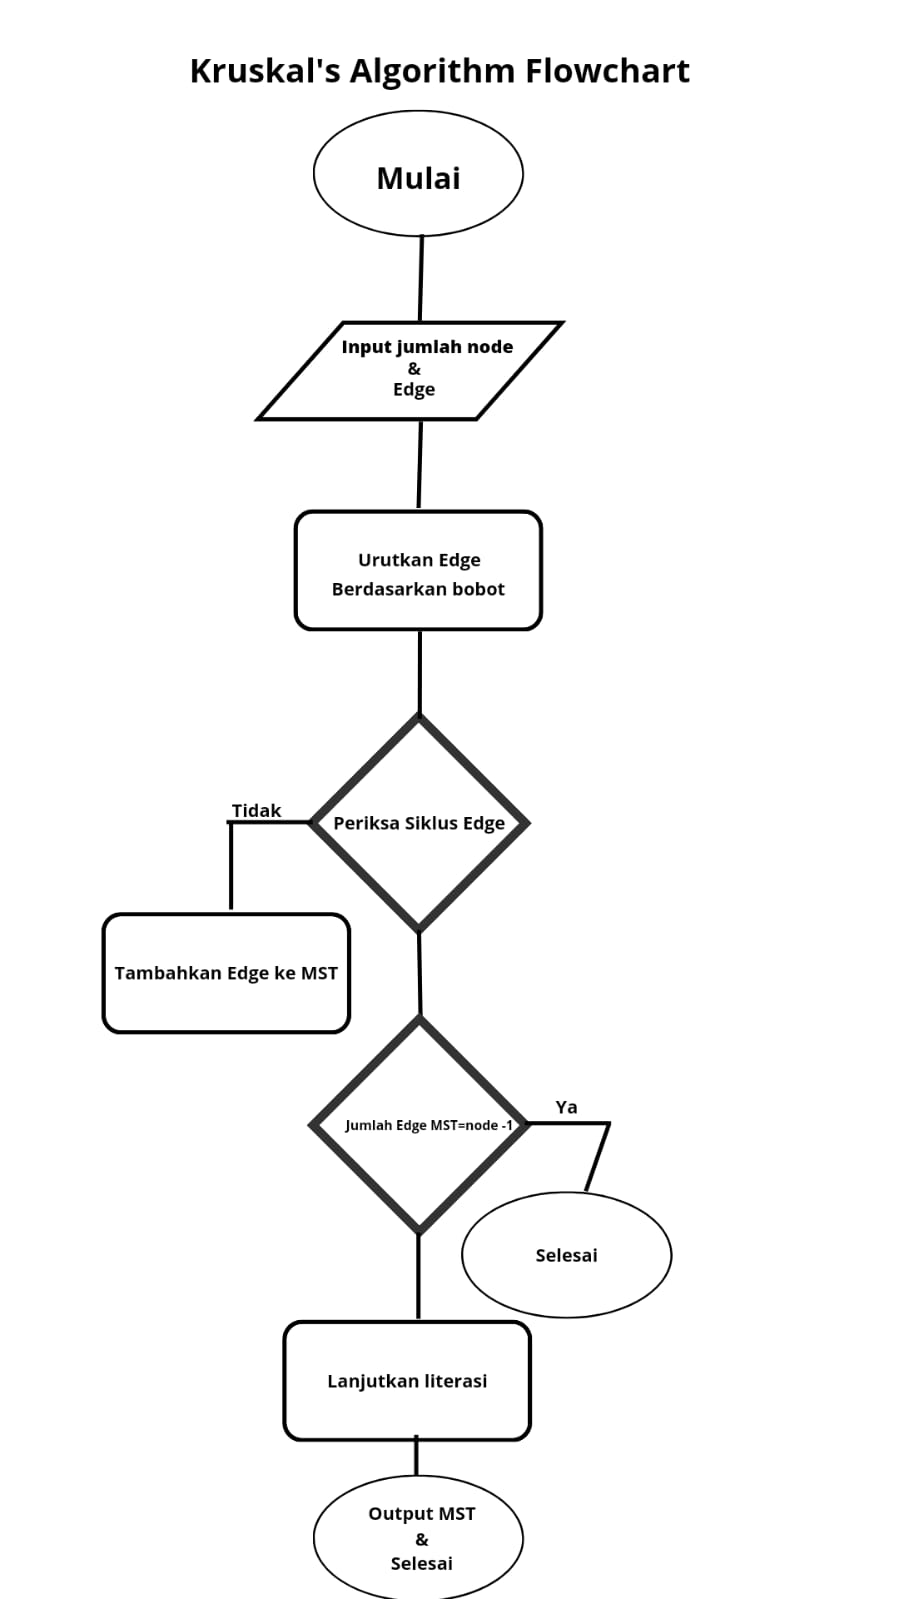 Kruskal's Algorithm Flowchart
Mulai
Input jumlah node
&
Edge
Urutkan Edge
Berdasarkan bobot
Tidak
Periksa Siklus Edge
Tambahkan Edge ke MST
Ya
Jumlah Edge MST=node -1
Selesai
Lanjutkan literasi
Output MST
&
Selesai